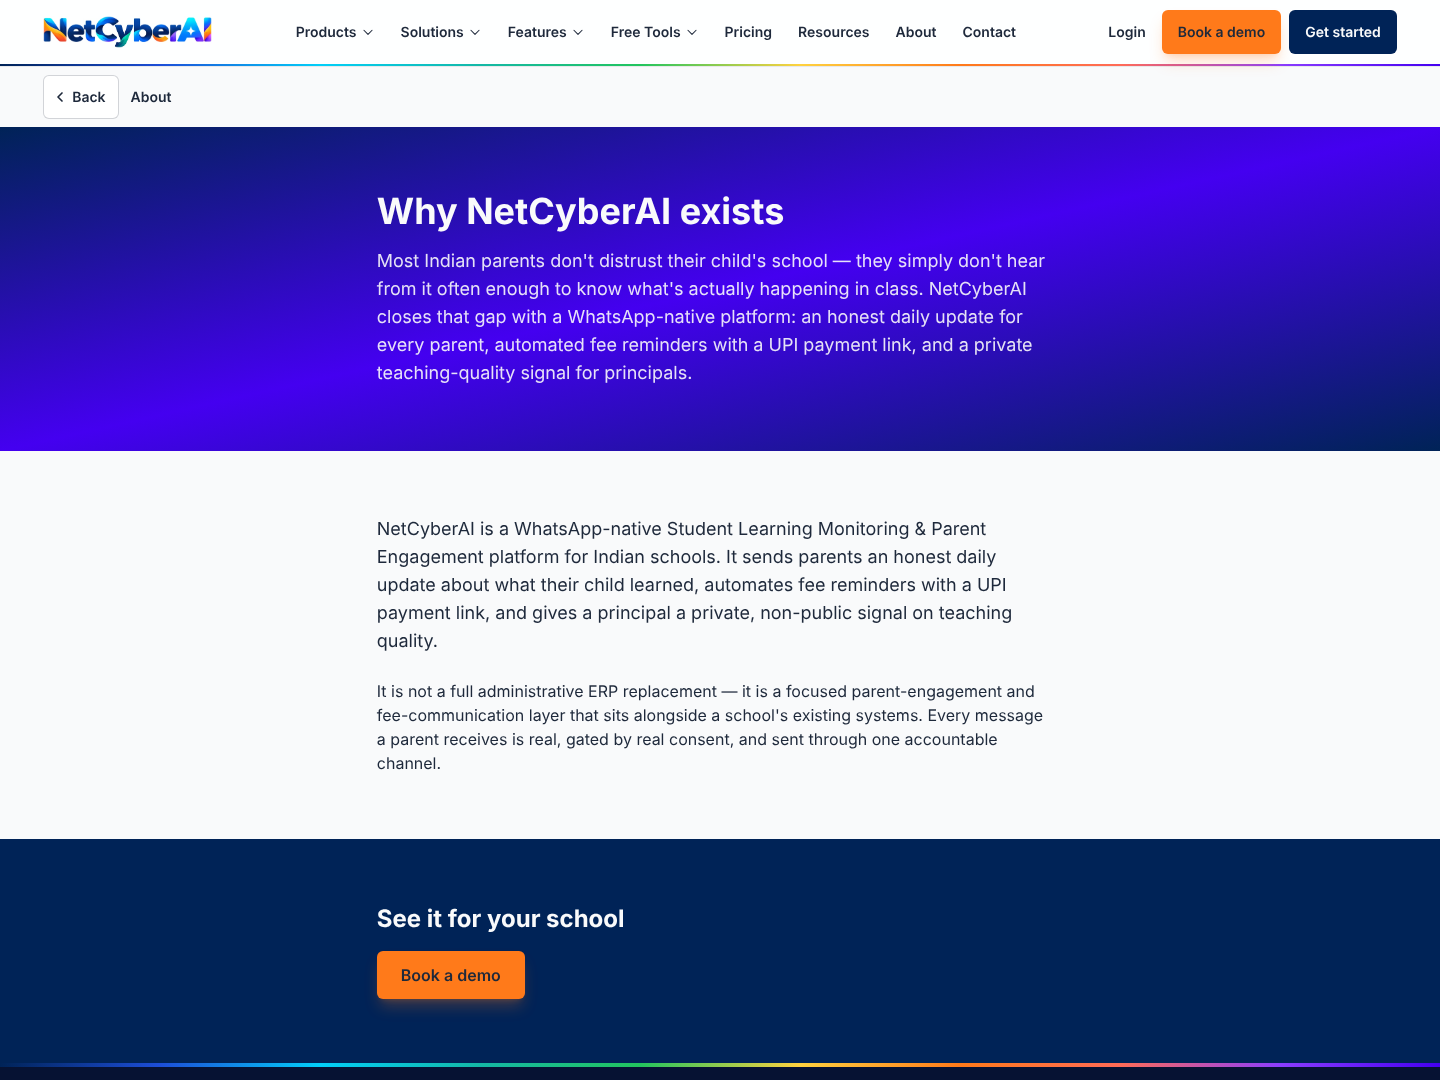 NetCyberAI
Products
Solutions
Features
Free Tools
Pricing
Resources
About
Contact
Login
Book a demo
Get started
Back
About
Why NetCyberAI exists
Most Indian parents don't distrust their child's school — they simply don't hear
from it often enough to know what's actually happening in class. NetCyberAI
closes that gap with a WhatsApp-native platform: an honest daily update for
every parent, automated fee reminders with a UPI payment link, and a private
teaching-quality signal for principals.
NetCyberAI is a WhatsApp-native Student Learning Monitoring & Parent
Engagement platform for Indian schools. It sends parents an honest daily
update about what their child learned, automates fee reminders with a UPI
payment link, and gives a principal a private, non-public signal on teaching
quality.
It is not a full administrative ERP replacement — it is a focused parent-engagement and
fee-communication layer that sits alongside a school's existing systems. Every message
a parent receives is real, gated by real consent, and sent through one accountable
channel.
See it for your school
Book a demo